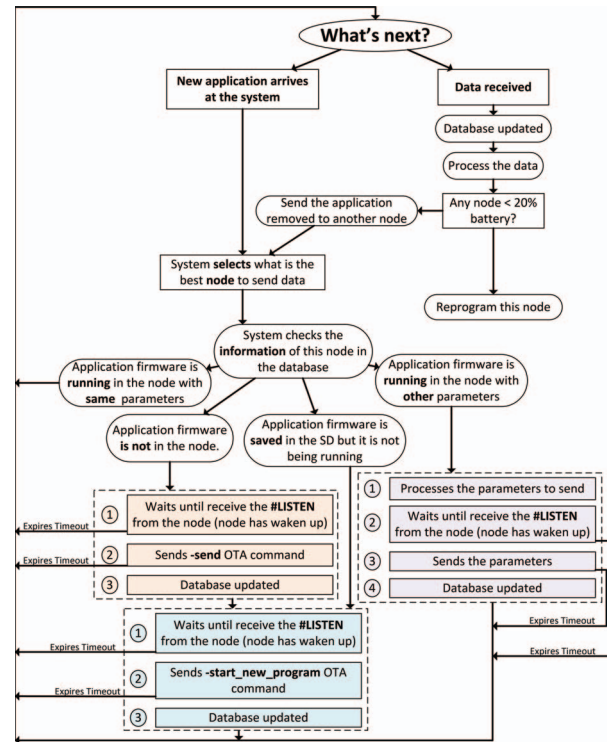 What's next?
New application arrives
at the system
Data received
Database updated
Process the data
Send the application
removed to another node
Any node < 20%
battery?
System selects what is the
best node to send data
Reprogram this node
System checks the
information of this node in
the database
Application firmware is
running in the node with
same parameters
Application firmware is
running in the node with
other parameters
Application firmware
is not in the node.
Application firmware is
saved in the SD but it is not
being running
1
Waits until receive the #LISTEN
from the node (node has waken up)
Expires Timeout
2
Sends -send OTA command
Expires Timeout
3
Database updated
1
Processes the parameters to send
2
Waits until receive the #LISTEN
from the node (node has waken up)
3
Sends the parameters
4
Database updated
Expires Timeout
Expires Timeout
1
Waits until receive the #LISTEN
from the node (node has waken up)
Expires Timeout
2
Sends -start_new_program OTA
command
Expires Timeout
3
Database updated